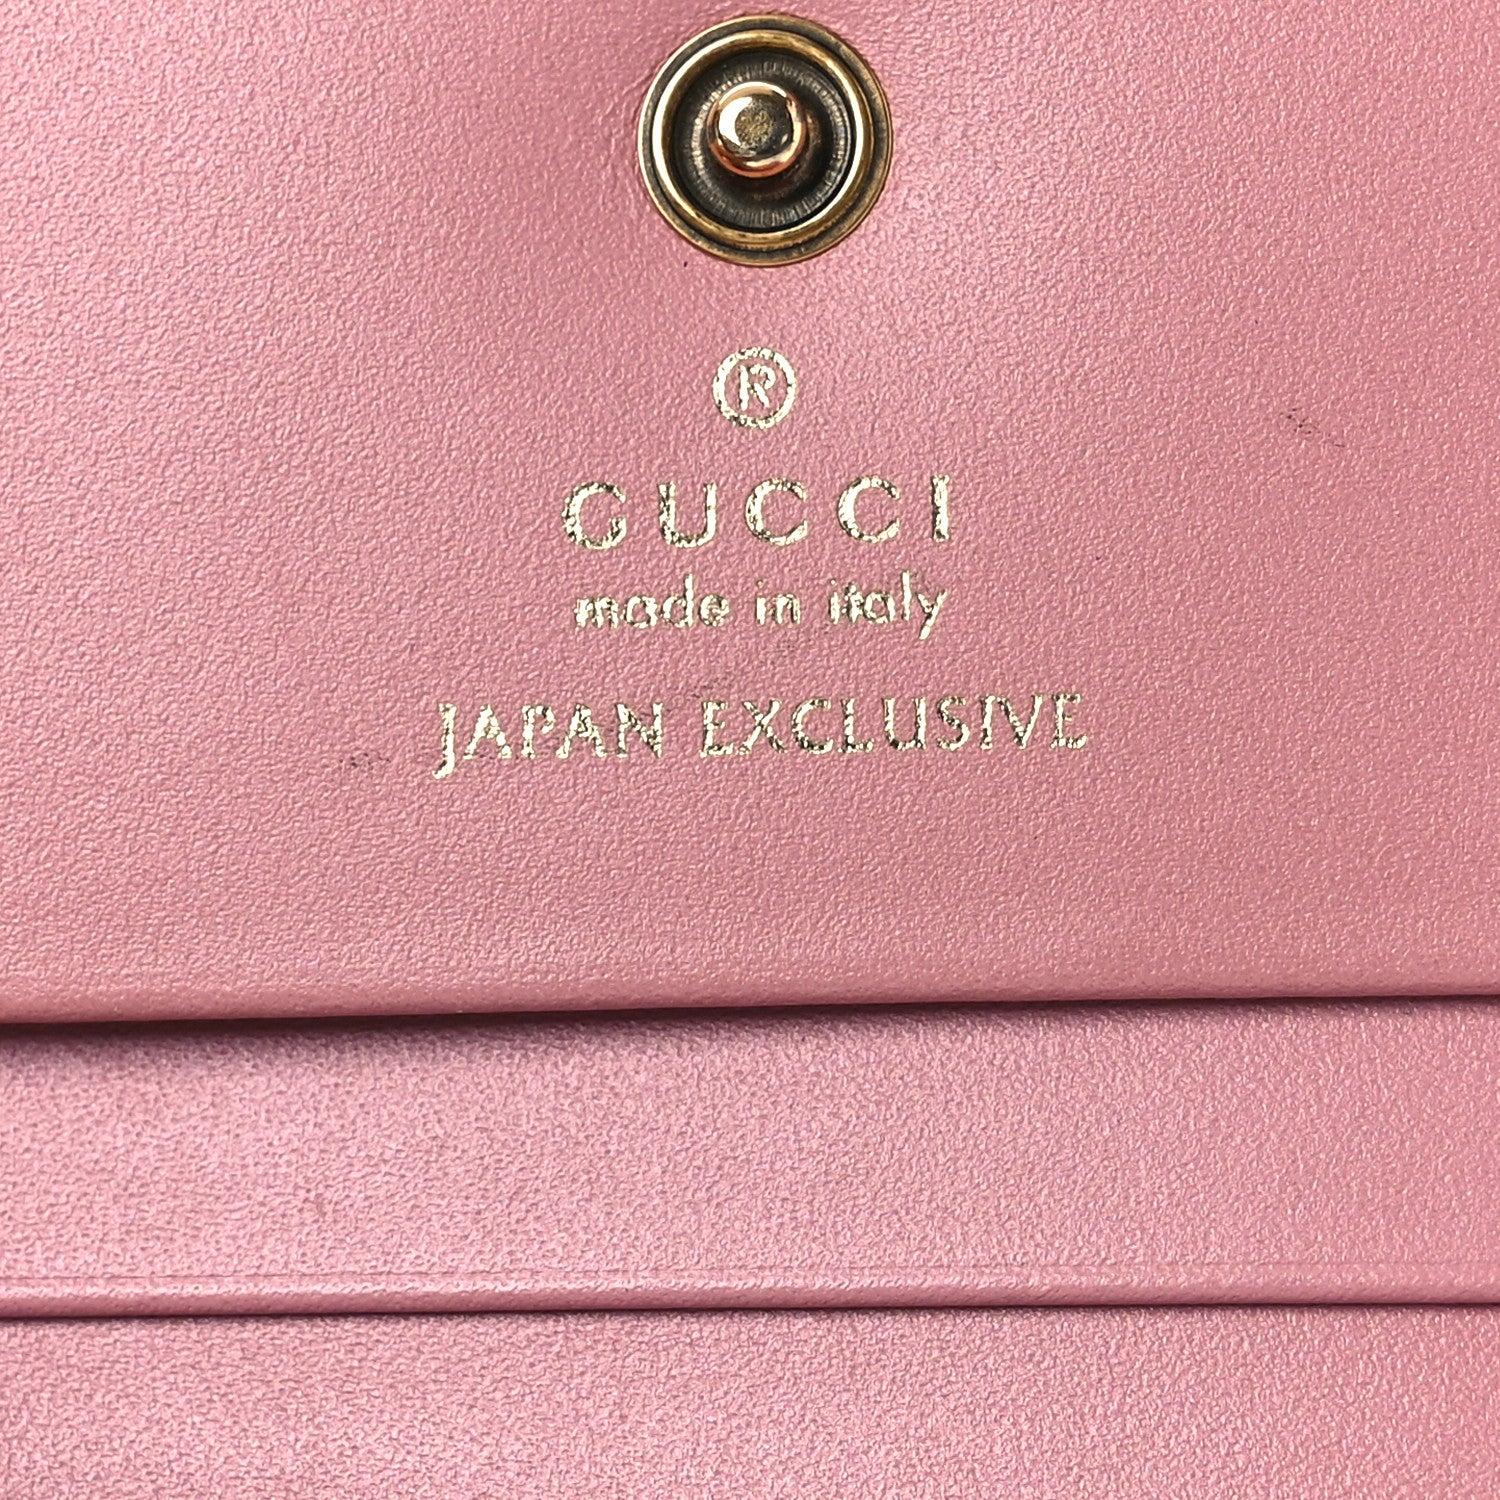 ®
GUCCI
made in italy
JAPAN EXCLUSIVE